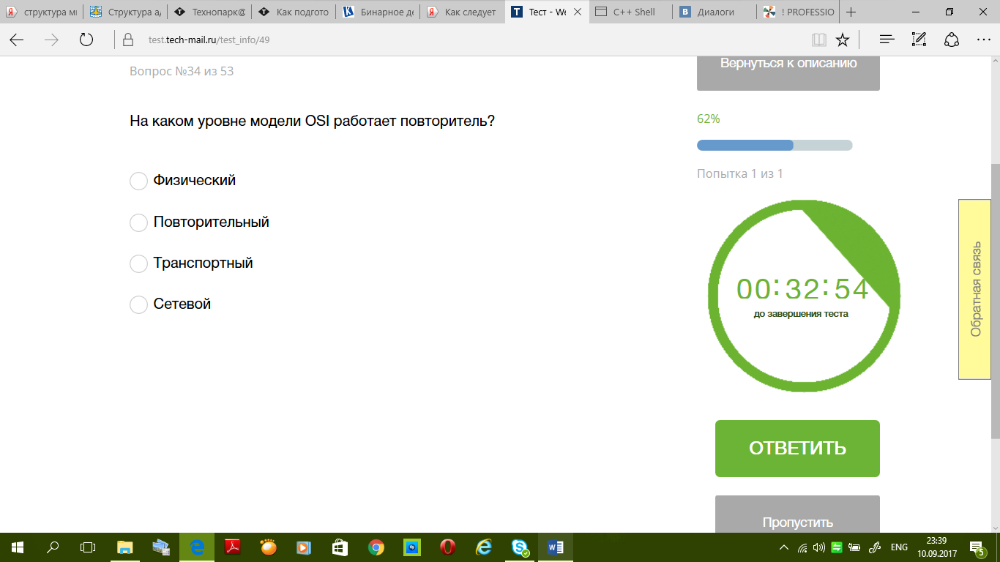 структура мн
Структура ад
Технопарк@
Как подгото
Бинарное де
Как следует
Тест - We
C++ Shell
Диалоги
! PROFESSIO
test.tech-mail.ru/test_info/49
Вопрос №34 из 53
Вернуться к описанию
На каком уровне модели OSI работает повторитель?
62%
Попытка 1 из 1
Физический
Повторительный
Транспортный
Сетевой
00:32:54
до завершения теста
Обратная связь
ОТВЕТИТЬ
Пропустить
ENG
23:39
10.09.2017
5